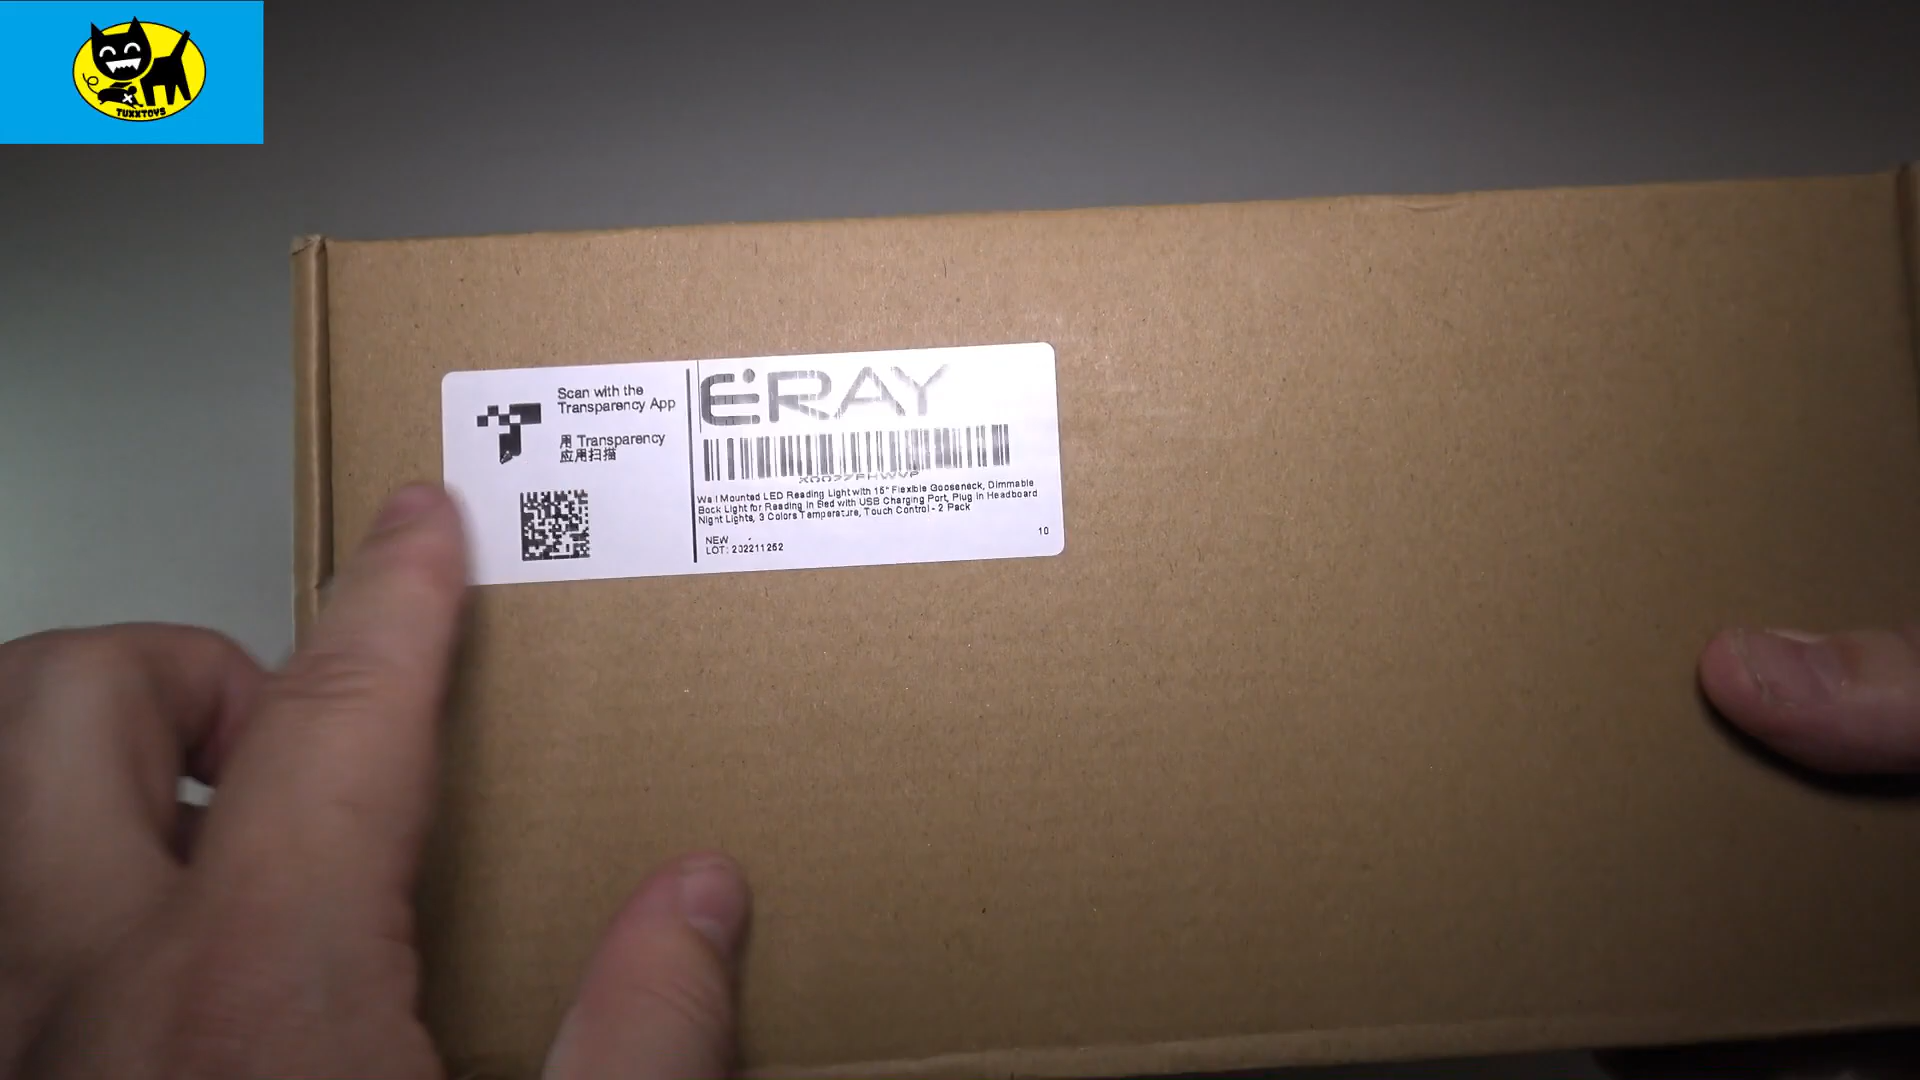 TUXXTOYS
Scan with the
Transparency App
用 Transparency
应用扫描
ERAY
Wall Mounted LED Reading Light with 15" Flexible Gooseneck, Dimmable
Book Light for Reading in Bed with USB Charging Port, Plug in Headboard
Night Lights, 3 Colors Temperature, Touch Control - 2 Pack
NEW
LOT: 202211252
10